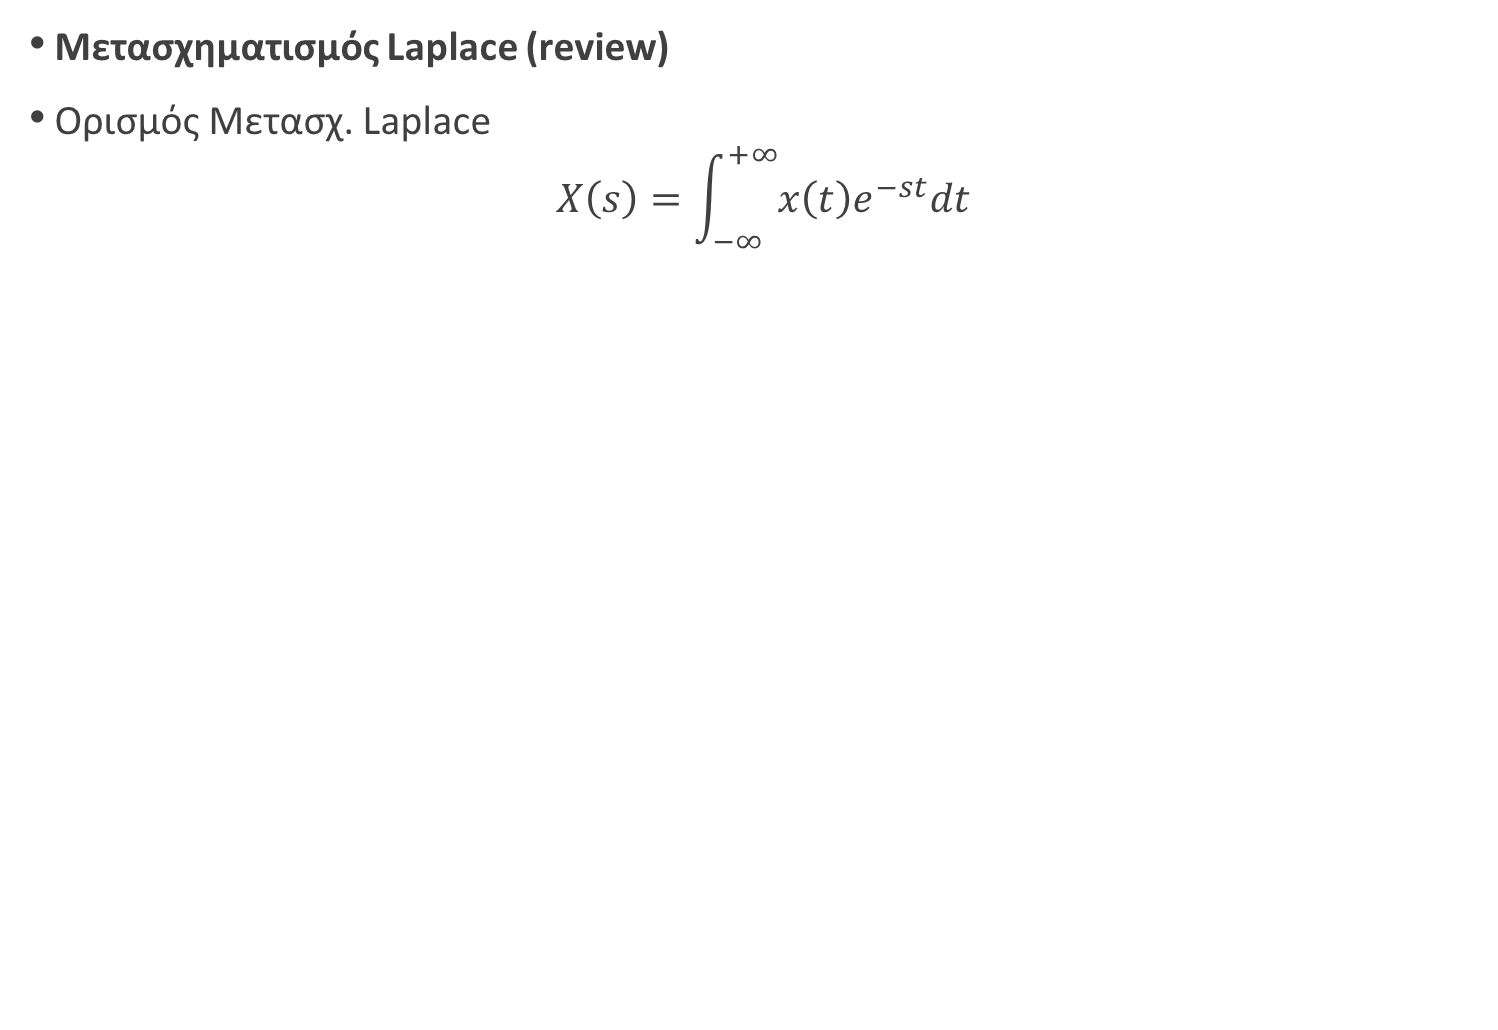 • Μετασχηματισμός Laplace (review)
• Ορισμός Μετασχ. Laplace
X(s) = ∫_{−∞}^{+∞} x(t)e^{−st}dt